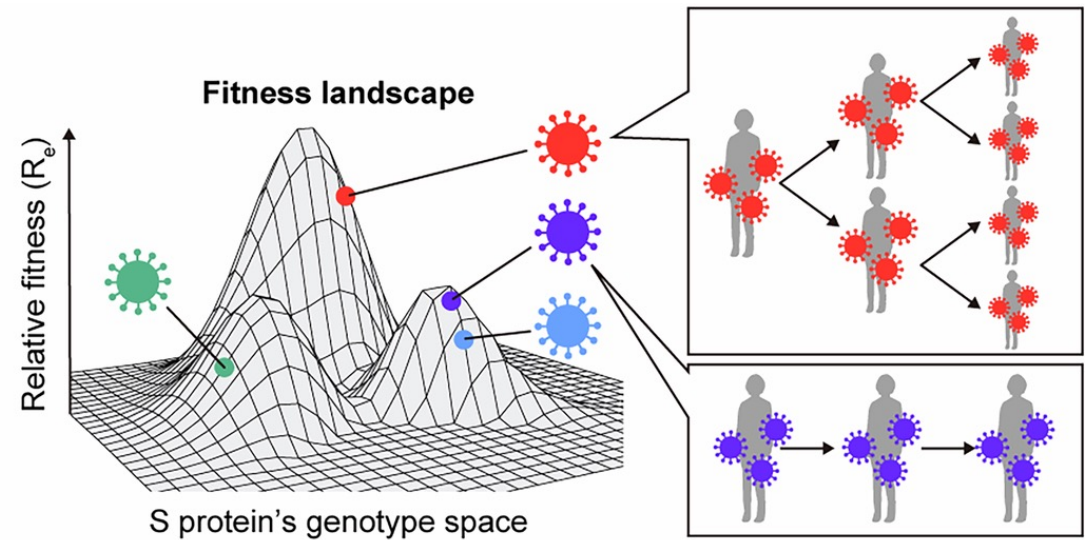 Fitness landscape
Relative fitness (Re)
S protein's genotype space